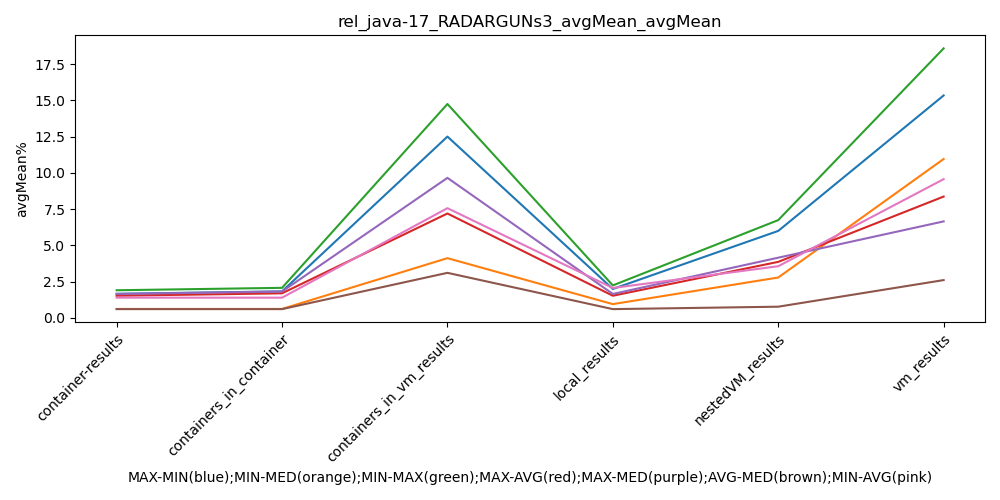 rel_java-17_RADARGUNs3_avgMean_avgMean
avgMean%
17.5
15.0
12.5
10.0
7.5
5.0
2.5
0.0
container-results
containers_in_container
containers_in_vm_results
local_results
nestedVM_results
vm_results
MAX-MIN(blue);MIN-MED(orange);MIN-MAX(green);MAX-AVG(red);MAX-MED(purple);AVG-MED(brown);MIN-AVG(pink)